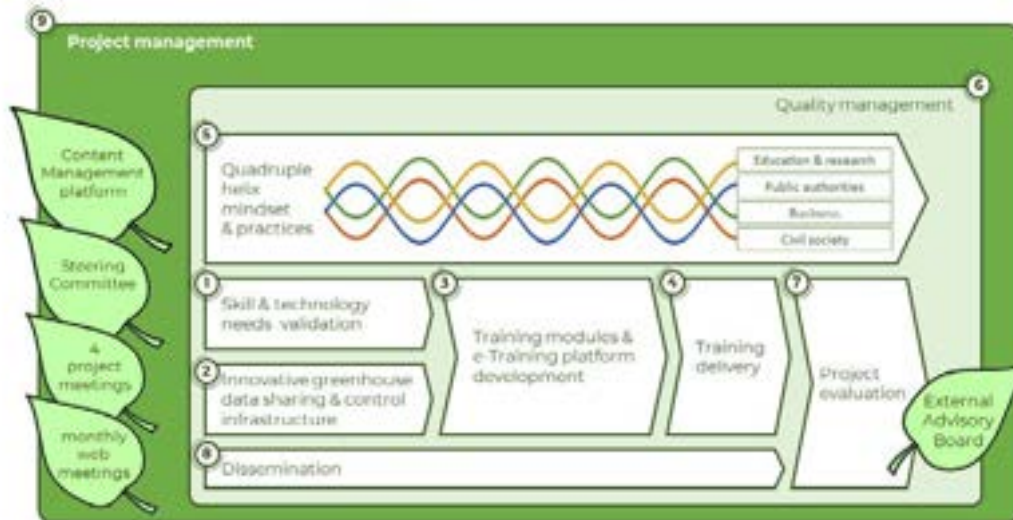 9
Project management
6
Quality management
Content
Management
platform
Steering
Committee
4
project
meetings
monthly
web
meetings
5
Quadruple
helix
mindset
& practices
Education & research
Public authorities
Business,
Civil society
1
Skill & technology
needs validation
2
Innovative greenhouse
data sharing & control
infrastructure
3
Training modules &
e-Training platform
development
4
Training
delivery
7
Project
evaluation
External
Advisory
Board
8
Dissemination